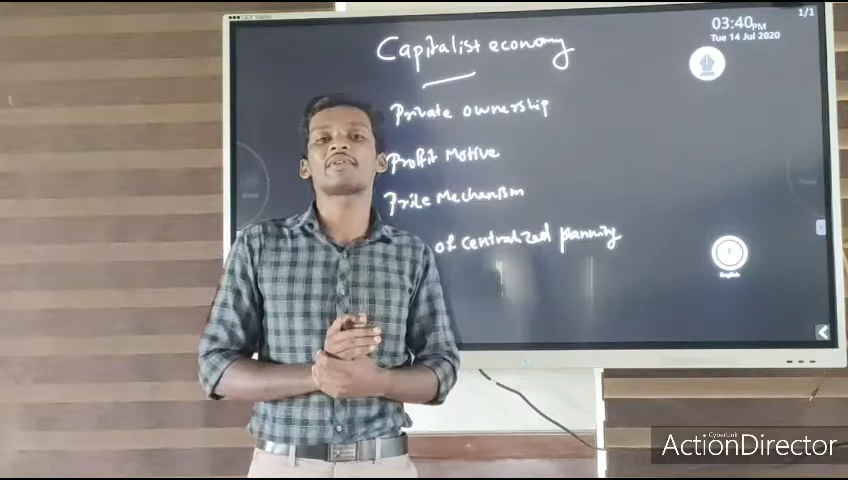 03:40PM
Tue 14 Jul 2020
1/1
Capitalist economy
Private ownership
Profit Motive
Price Mechanism
of centralized planning
English
CyberLink
ActionDirector